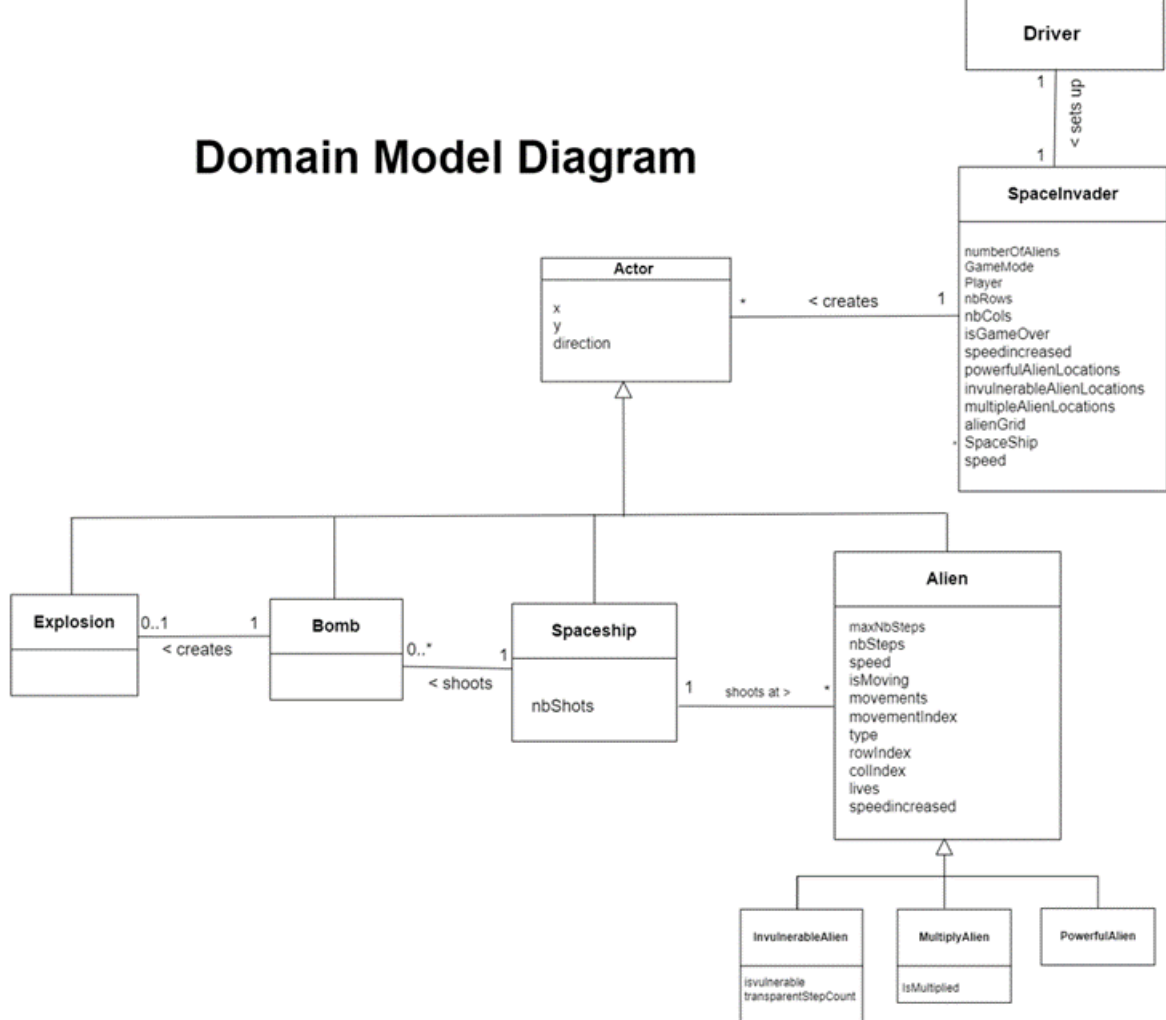 Driver
1
< sets up
1
Domain Model Diagram
SpaceInvader
numberOfAliens
GameMode
Player
nbRows
nbCols
isGameOver
speedincreased
powerfulAlienLocations
invulnerableAlienLocations
multipleAlienLocations
alienGrid
* SpaceShip
speed
Actor
x
y
direction
* < creates 1
Explosion
0..1 1
< creates
Bomb
0..* 1
< shoots
Spaceship
nbShots
1 shoots at > *
Alien
maxNbSteps
nbSteps
speed
isMoving
movements
movementIndex
type
rowIndex
colIndex
lives
speedincreased
InvulnerableAlien
isvulnerable
transparentStepCount
MultiplyAlien
IsMultiplied
PowerfulAlien